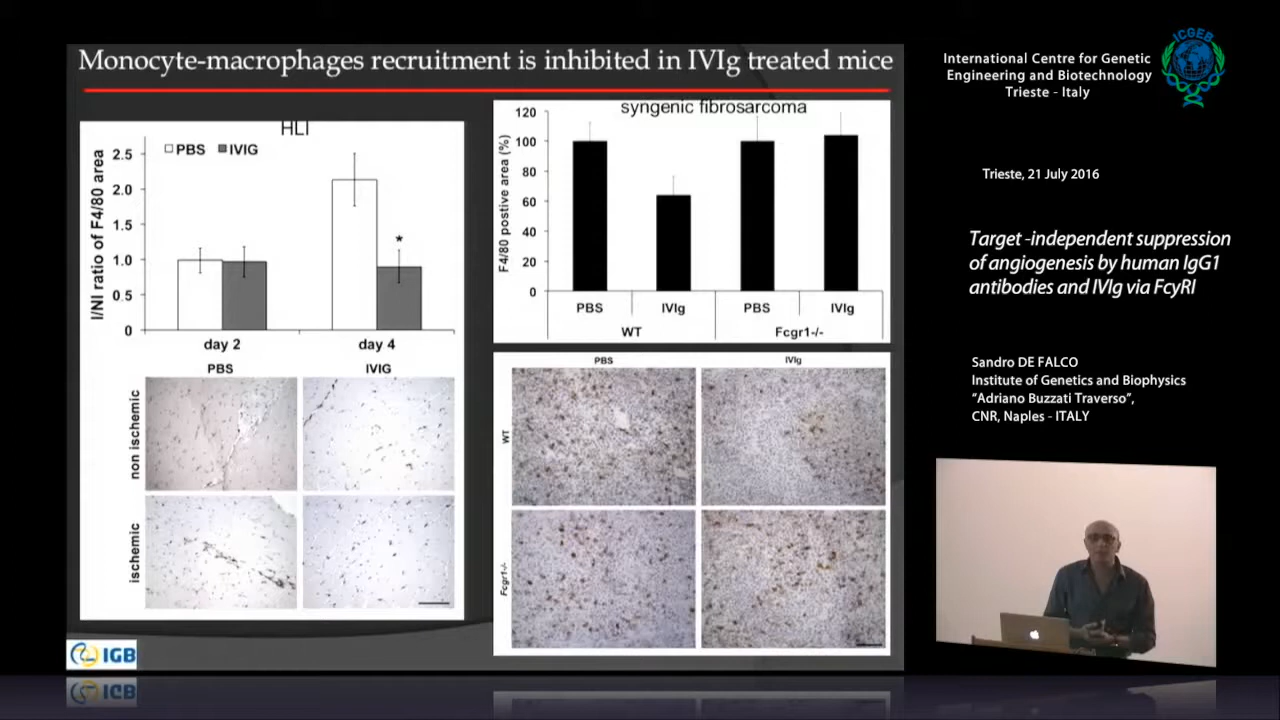 Monocyte-macrophages recruitment is inhibited in IVIg treated mice
HLI
PBS IVIG
I/NI ratio of F4/80 area
2.5
2.0
1.5
1.0
0.5
0
*
day 2
day 4
PBS
IVIG
non ischemic
ischemic
syngenic fibrosarcoma
F4/80 postive area (%)
120
100
80
60
40
20
0
PBS
IVIg
PBS
IVIg
WT
Fcgr1-/-
PBS
IVIg
WT
Fcgr1-/-
IGB
International Centre for Genetic
Engineering and Biotechnology
Trieste - Italy
ICGEB
Trieste, 21 July 2016
Target -independent suppression
of angiogenesis by human IgG1
antibodies and IVIg via FcγRI
Sandro DE FALCO
Institute of Genetics and Biophysics
“Adriano Buzzati Traverso”,
CNR, Naples - ITALY